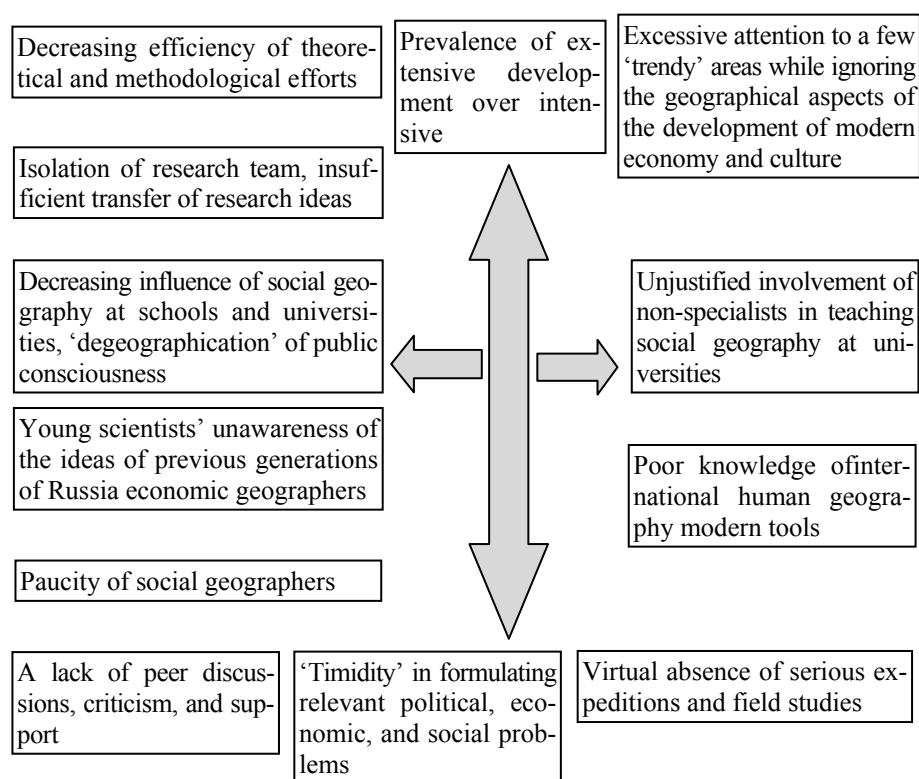 Decreasing efficiency of theore-
tical and methodological efforts
Prevalence of ex-
tensive develop-
ment over inten-
sive
Excessive attention to a few
‘trendy’ areas while ignoring
the geographical aspects of
the development of modern
economy and culture
Isolation of research team, insuf-
ficient transfer of research ideas
Decreasing influence of social geo-
graphy at schools and universi-
ties, ‘degeographication’ of public
consciousness
Unjustified involvement of
non-specialists in teaching
social geography at uni-
versities
Young scientists’ unawareness of
the ideas of previous generations
of Russia economic geographers
Poor knowledge ofinter-
national human geogra-
phy modern tools
Paucity of social geographers
A lack of peer discus-
sions, criticism, and sup-
port
‘Timidity’ in formulating
relevant political, eco-
nomic, and social prob-
lems
Virtual absence of serious ex-
peditions and field studies